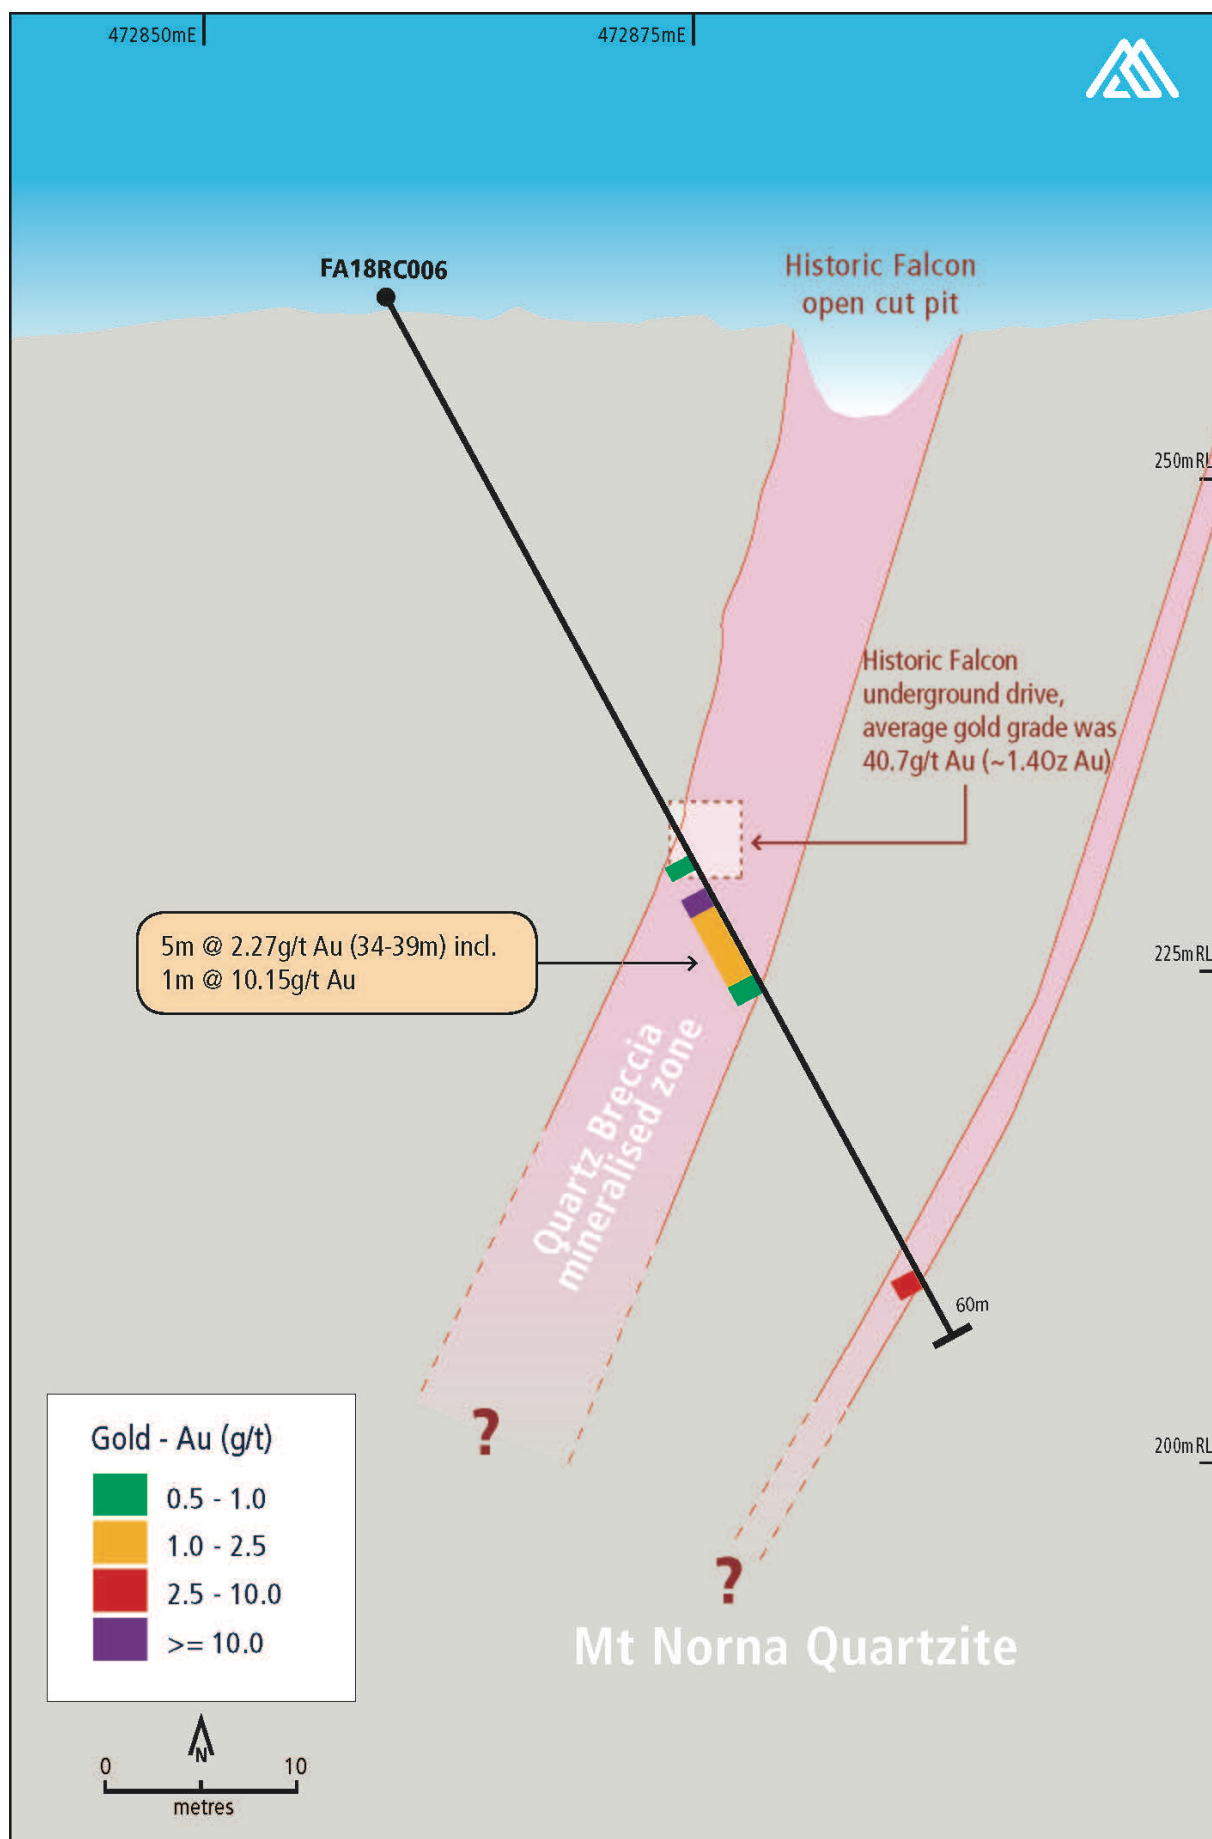 472850mE
472875mE
FA18RC006
Historic Falcon
open cut pit
250mRL
Historic Falcon
underground drive,
average gold grade was
40.7g/t Au (~1.4Oz Au)
5m @ 2.27g/t Au (34-39m) incl.
1m @ 10.15g/t Au
225mRL
Quartz Breccia
mineralised zone
60m
?
200mRL
Gold - Au (g/t)
0.5 - 1.0
1.0 - 2.5
2.5 - 10.0
>= 10.0
?
Mt Norna Quartzite
N
0 10
metres